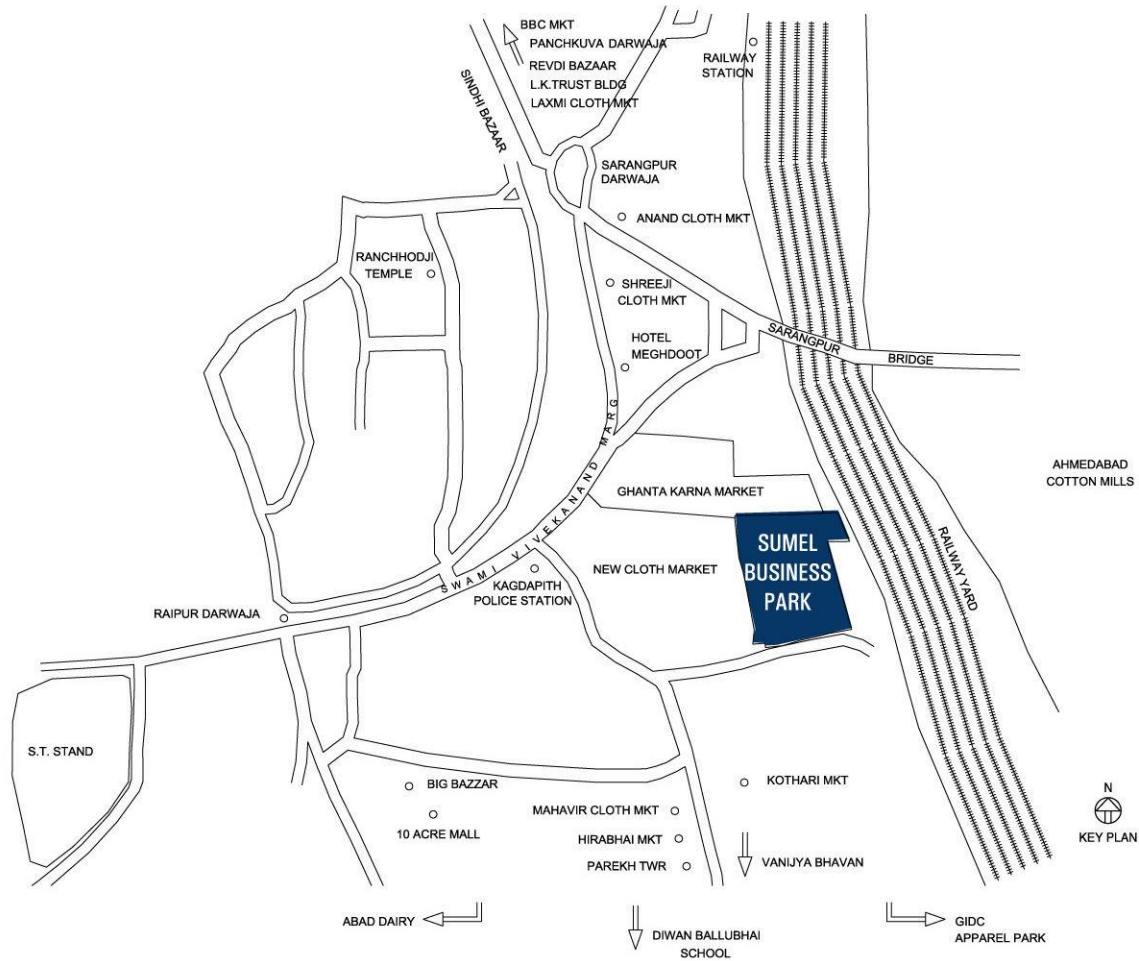 BBC MKT
PANCHKUVA DARWAJA
REVDI BAZAAR
L.K.TRUST BLDG
LAXMI CLOTH MKT
RAILWAY
STATION
SINDHI BAZAAR
SARANGPUR
DARWAJA
ANAND CLOTH MKT
RANCHHODJI
TEMPLE
SHREEJI
CLOTH MKT
HOTEL
MEGHDOOT
SARANGPUR
BRIDGE
SWAMI VIVEKANAND MARG
GHANTA KARNA MARKET
AHMEDABAD
COTTON MILLS
SUMEL
BUSINESS
PARK
RAILWAY YARD
NEW CLOTH MARKET
KAGDAPITH
POLICE STATION
RAIPUR DARWAJA
S.T. STAND
BIG BAZZAR
10 ACRE MALL
MAHAVIR CLOTH MKT
HIRABHAI MKT
PAREKH TWR
KOTHARI MKT
VANIJYA BHAVAN
N
KEY PLAN
ABAD DAIRY
DIWAN BALLUBHAI
SCHOOL
GIDC
APPAREL PARK